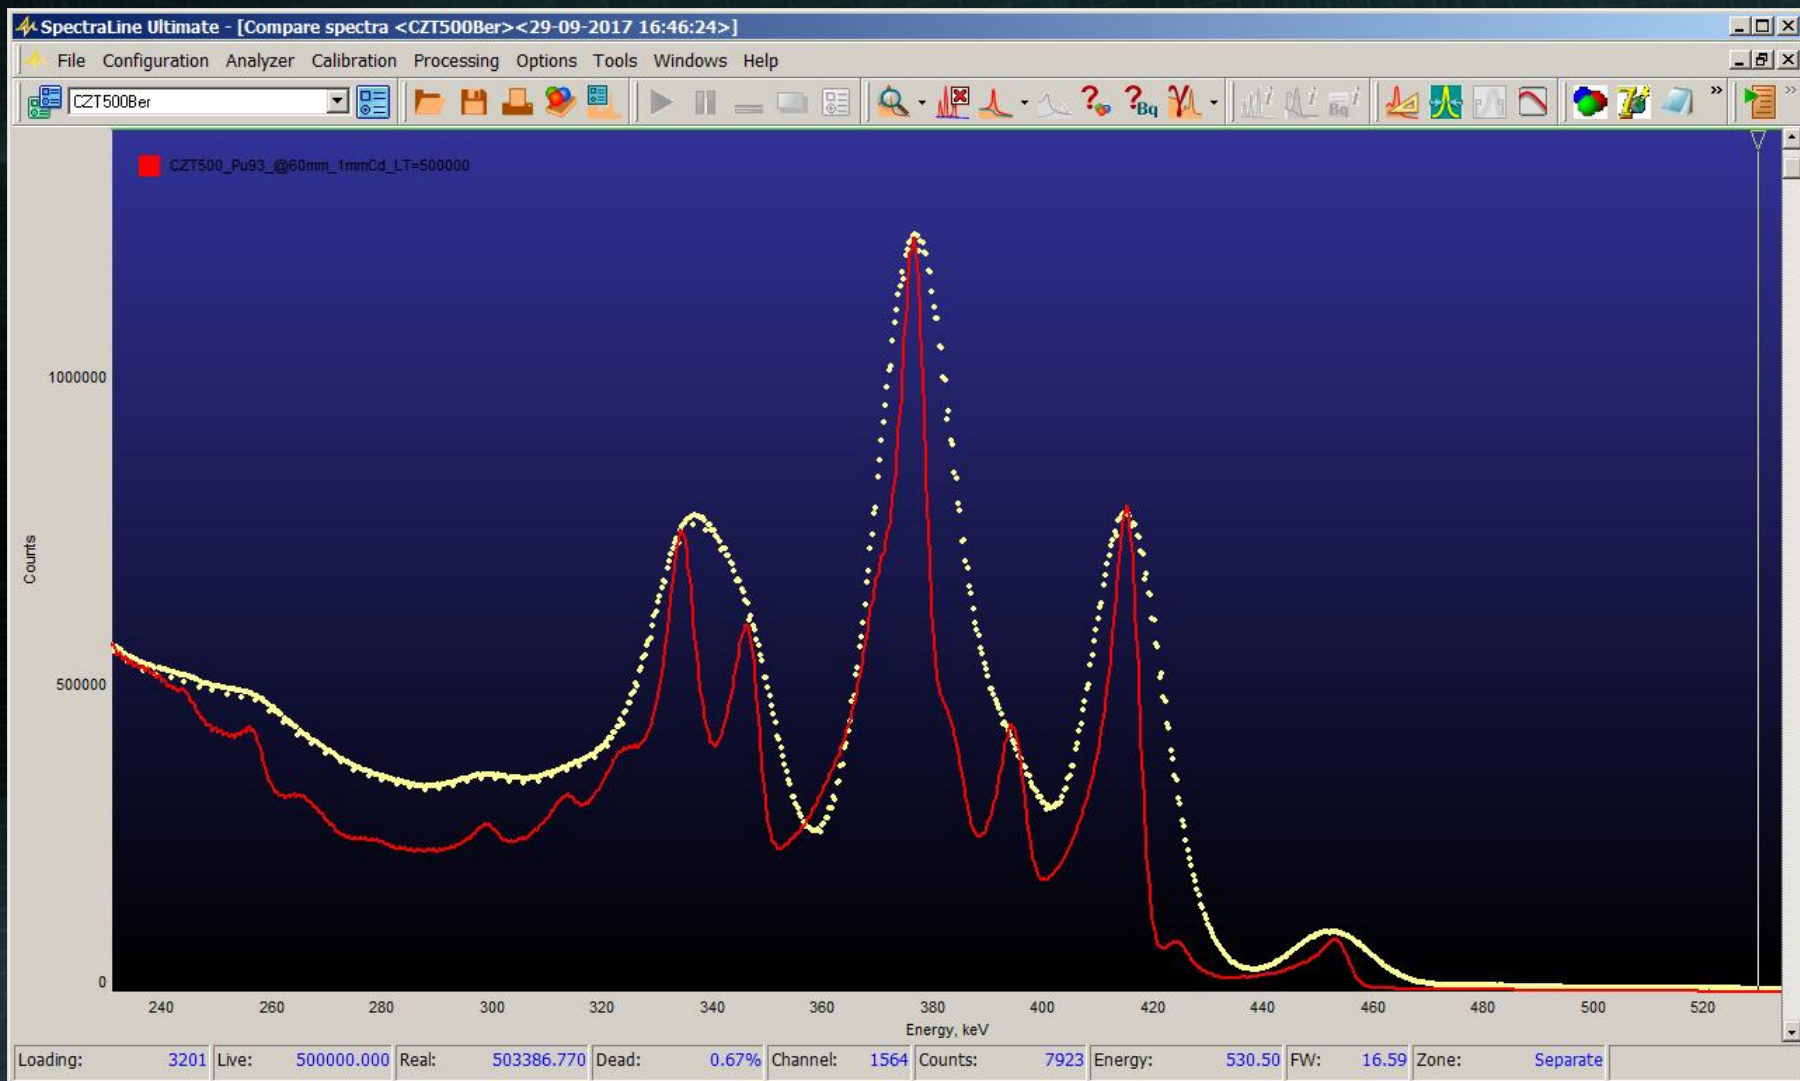 SpectraLine Ultimate - [Compare spectra <CZT500Ber><29-09-2017 16:46:24>]
File Configuration Analyzer Calibration Processing Options Tools Windows Help
CZT500Ber
?Bq
Bq i
CZT500_Pu93_@60mm_1mmCd_LT=500000
1000000
500000
0
Counts
240 260 280 300 320 340 360 380 400 420 440 460 480 500 520
Energy, keV
Loading: 3201 Live: 500000.000 Real: 503386.770 Dead: 0.67% Channel: 1564 Counts: 7923 Energy: 530.50 FW: 16.59 Zone: Separate